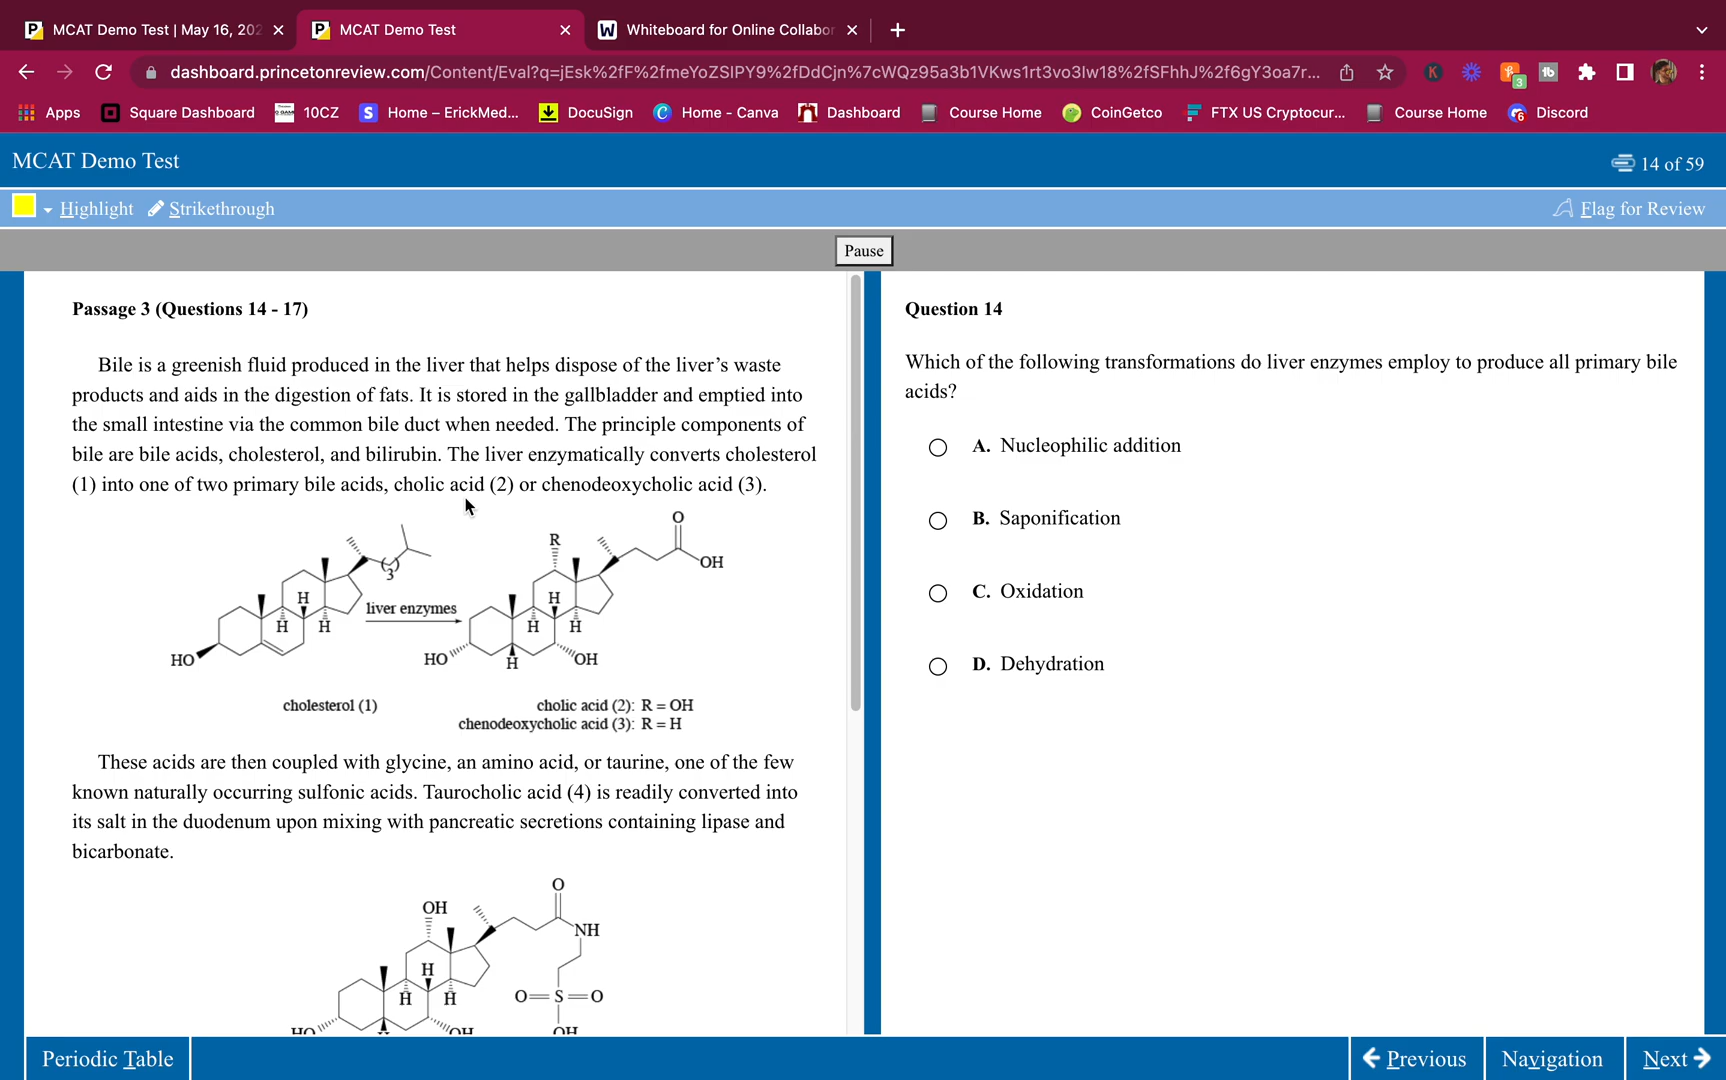 MCAT Demo Test | May 16, 202
MCAT Demo Test
Whiteboard for Online Collabor
dashboard.princetonreview.com/Content/Eval?q=jEsk%2fF%2fmeYoZSIPY9%2fDdCjn%7cWQz95a3b1VKws1rt3vo3lw18%2fSFhhJ%2f6gY3oa7r...
Apps
Square Dashboard
10CZ
Home – ErickMed...
DocuSign
Home - Canva
Dashboard
Course Home
CoinGetco
FTX US Cryptocur...
Course Home
Discord
MCAT Demo Test
14 of 59
Highlight
Strikethrough
Flag for Review
Pause
Passage 3 (Questions 14 - 17)
Bile is a greenish fluid produced in the liver that helps dispose of the liver's waste
products and aids in the digestion of fats. It is stored in the gallbladder and emptied into
the small intestine via the common bile duct when needed. The principle components of
bile are bile acids, cholesterol, and bilirubin. The liver enzymatically converts cholesterol
(1) into one of two primary bile acids, cholic acid (2) or chenodeoxycholic acid (3).
O
R
OH
3
H
H
liver enzymes
H
H
H
H
HO
HO
H
OH
cholesterol (1)
cholic acid (2): R = OH
chenodeoxycholic acid (3): R = H
These acids are then coupled with glycine, an amino acid, or taurine, one of the few
known naturally occurring sulfonic acids. Taurocholic acid (4) is readily converted into
its salt in the duodenum upon mixing with pancreatic secretions containing lipase and
bicarbonate.
O
OH
NH
H
H
H
O=S=O
HO
OH
OH
Question 14
Which of the following transformations do liver enzymes employ to produce all primary bile
acids?
A. Nucleophilic addition
B. Saponification
C. Oxidation
D. Dehydration
Periodic Table
Previous
Navigation
Next